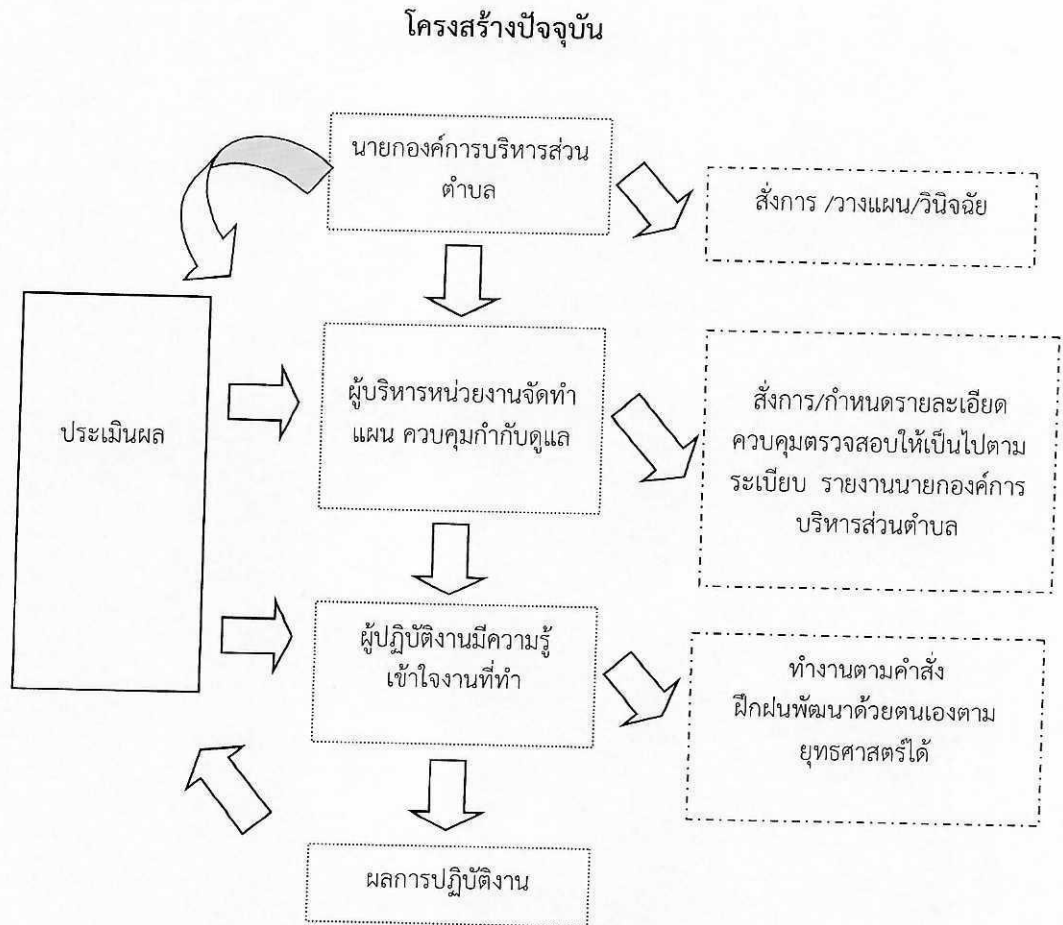 โครงสร้างปัจจุบัน
นายกองค์การบริหารส่วน
ตำบล
สั่งการ /วางแผน/วินิจฉัย
ประเมินผล
ผู้บริหารหน่วยงานจัดทำ
แผน ควบคุมกำกับดูแล
สั่งการ/กำหนดรายละเอียด
ควบคุมตรวจสอบให้เป็นไปตาม
ระเบียบ รายงานนายกองค์การ
บริหารส่วนตำบล
ผู้ปฏิบัติงานมีความรู้
เข้าใจงานที่ทำ
ทำงานตามคำสั่ง
ฝึกฝนพัฒนาด้วยตนเองตาม
ยุทธศาสตร์ได้
ผลการปฏิบัติงาน